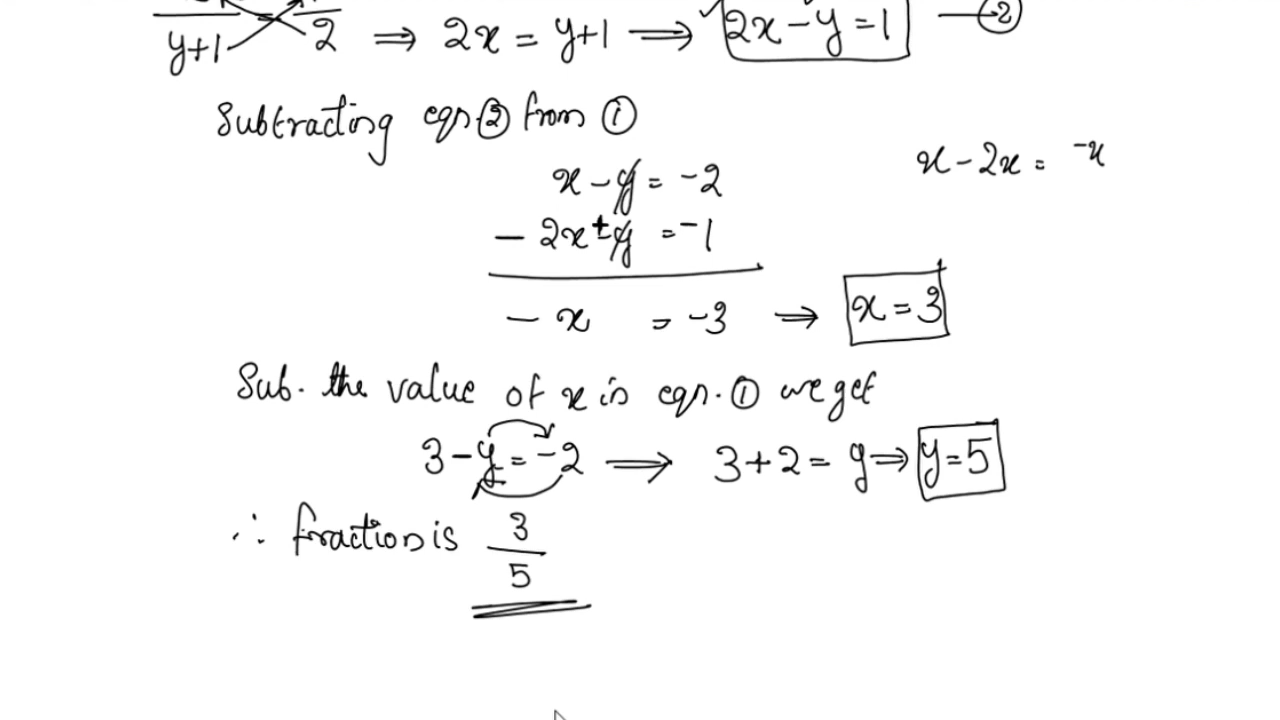 y+1 2 ⇒ 2x = y+1 ⟹ 2x-y=1 —②
Subtracting eqn.② from ①
x-2x = -x
x-y = -2
- 2x±y = -1
- x = -3 ⇒ x=3
Sub. the value of x in eqn.① we get
3-y=-2 ⟹ 3+2= y⇒ y=5
∴ fraction is 3
5